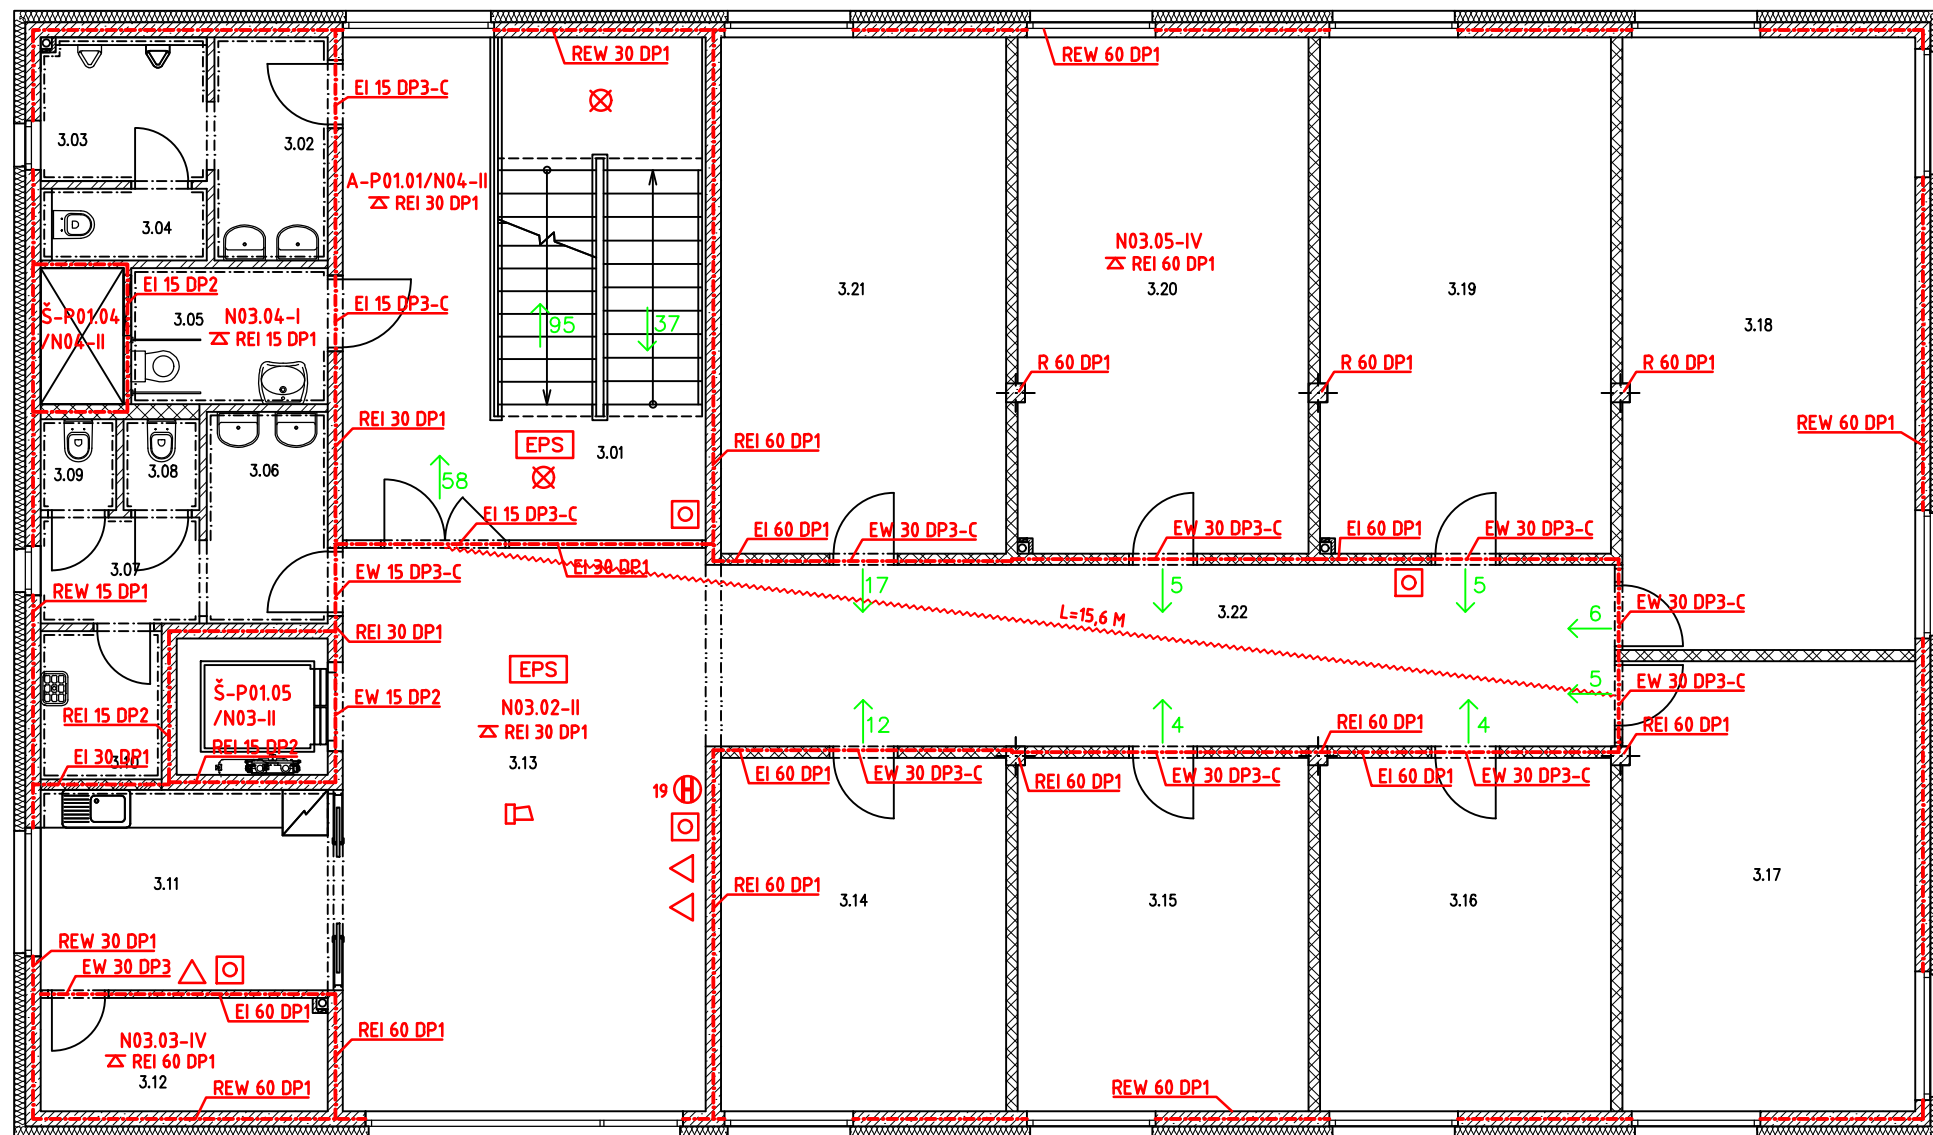 REW 30 DP1
REW 60 DP1
EI 15 DP3-C
3.03
3.02
A-P01.01/N04-II
REI 30 DP1
3.04
N03.05-IV
REI 60 DP1
EI 15 DP2
3.21
3.20
3.19
EI 15 DP3-C
Š-P01.04
/N04-II
3.05
N03.04-I
REI 15 DP1
95
37
3.18
R 60 DP1
R 60 DP1
R 60 DP1
REI 30 DP1
REW 60 DP1
EPS
REI 60 DP1
3.01
3.09
3.08
3.06
58
EI 15 DP3-C
EI 60 DP1
EW 30 DP3-C
EW 30 DP3-C
EI 60 DP1
EW 30 DP3-C
3.07
EI 30 DP1
EW 15 DP3-C
REW 15 DP1
17
5
5
EW 30 DP3-C
L=15,6 M
3.22
6
REI 30 DP1
EPS
5
EW 30 DP3-C
Š-P01.05
/N03-II
EW 15 DP2
N03.02-II
REI 30 DP1
REI 15 DP2
12
4
REI 60 DP1
4
REI 60 DP1
REI 15 DP2
EI 30 DP1
3.10
3.13
EI 60 DP1
EW 30 DP3-C
REI 60 DP1
EW 30 DP3-C
EI 60 DP1
EW 30 DP3-C
19
H
3.11
REI 60 DP1
3.14
3.15
3.16
3.17
REW 30 DP1
EW 30 DP3
EI 60 DP1
N03.03-IV
REI 60 DP1
REI 60 DP1
3.12
REW 60 DP1
REW 60 DP1